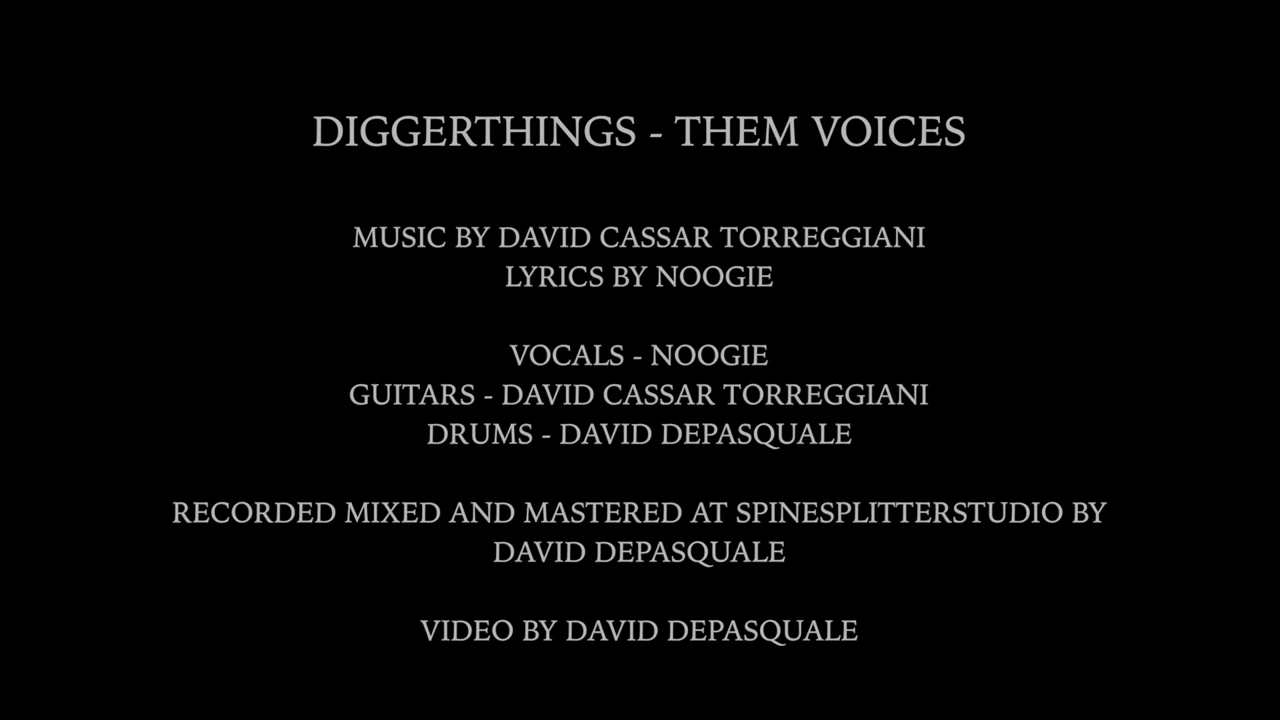 DIGGERTHINGS - THEM VOICES
MUSIC BY DAVID CASSAR TORREGGIANI
LYRICS BY NOOGIE
VOCALS - NOOGIE
GUITARS - DAVID CASSAR TORREGGIANI
DRUMS - DAVID DEPASQUALE
RECORDED MIXED AND MASTERED AT SPINESPLITTERSTUDIO BY
DAVID DEPASQUALE
VIDEO BY DAVID DEPASQUALE